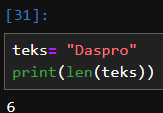 [31]:
teks= "Daspro"
print(len(teks))
6